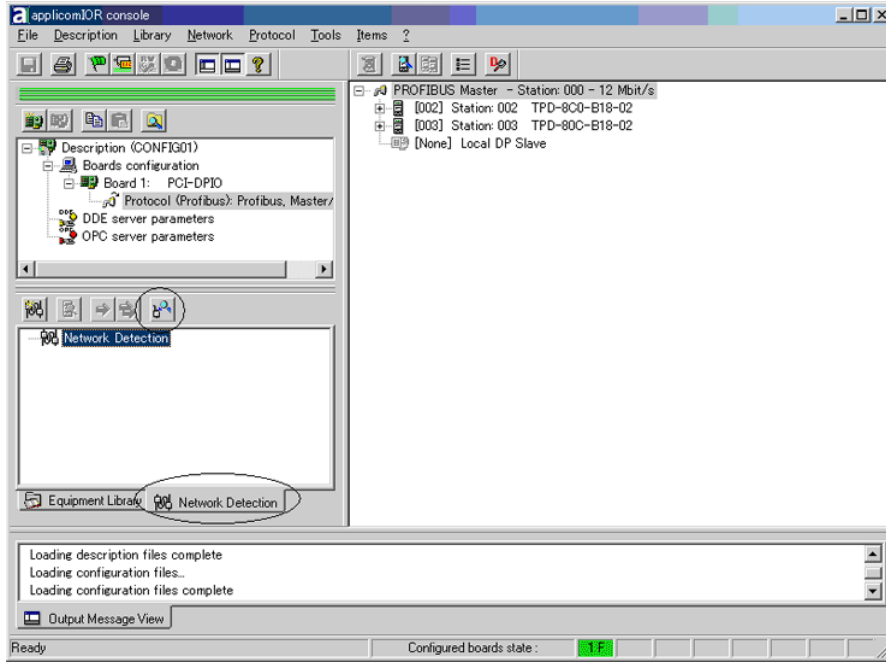 applicomIOR console
File Description Library Network Protocol Tools Items ?
PROFIBUS Master - Station: 000 - 12 Mbit/s
[002] Station: 002 TPD-8C0-B18-02
[003] Station: 003 TPD-80C-B18-02
[None] Local DP Slave
Description (CONFIG01)
Boards configuration
Board 1: PCI-DPIO
Protocol (Profibus): Profibus, Master/
DDE server parameters
OPC server parameters
Network Detection
Equipment Library
Network Detection
Loading description files complete
Loading configuration files...
Loading configuration files complete
Output Message View
Ready
Configured boards state :
1:F